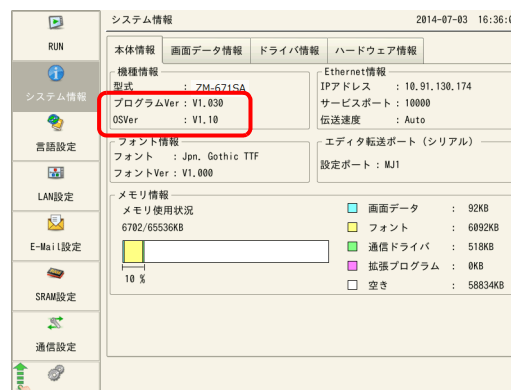 システム情報 2014-07-03 16:36:
RUN
システム情報
言語設定
LAN設定
E-Mail設定
SRAM設定
通信設定
本体情報 画面データ情報 ドライバ情報 ハードウェア情報
機種情報
型式 : ZM-671SA
プログラムVer : V1.030
OSVer : V1.10
Ethernet情報
IPアドレス : 10.91.130.174
サービスポート : 10000
伝送速度 : Auto
フォント情報
フォント : Jpn. Gothic TTF
フォントVer : V1.000
エディタ転送ポート (シリアル)
設定ポート : MJ1
メモリ情報
メモリ使用状況
6702/65536KB
10 %
画面データ : 92KB
フォント : 6092KB
通信ドライバ : 518KB
拡張プログラム : 0KB
空き : 58834KB